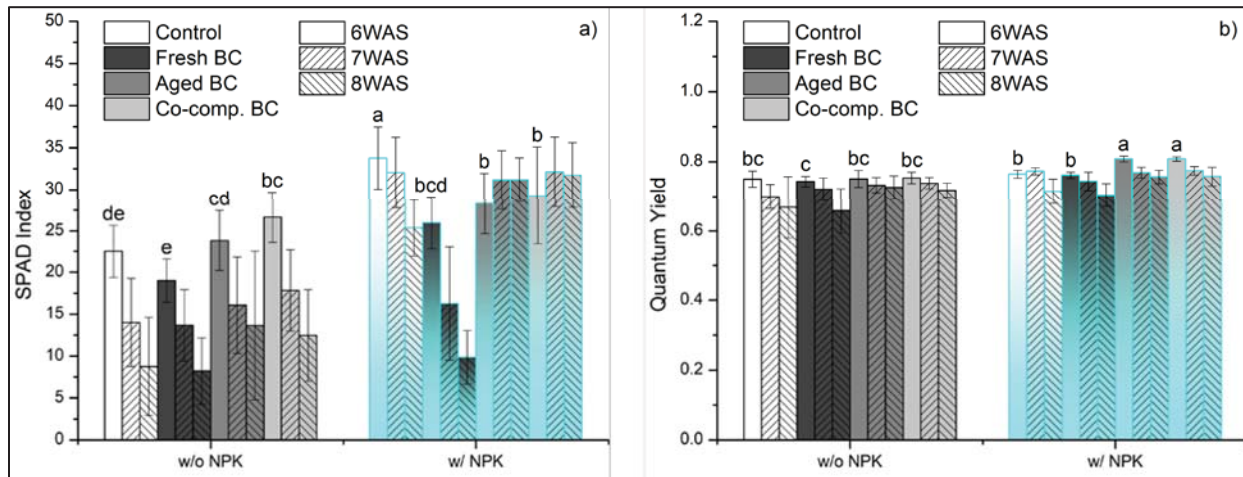 a)
Control
Fresh BC
Aged BC
Co-comp. BC
6WAS
7WAS
8WAS
SPAD Index
50
45
40
35
30
25
20
15
10
5
0
de
e
cd
bc
a
bcd
b
b
w/o NPK
w/ NPK
b)
Control
Fresh BC
Aged BC
Co-comp. BC
6WAS
7WAS
8WAS
Quantum Yield
1.2
1.0
0.8
0.6
0.4
0.2
0.0
bc
c
bc
bc
b
b
a
a
w/o NPK
w/ NPK